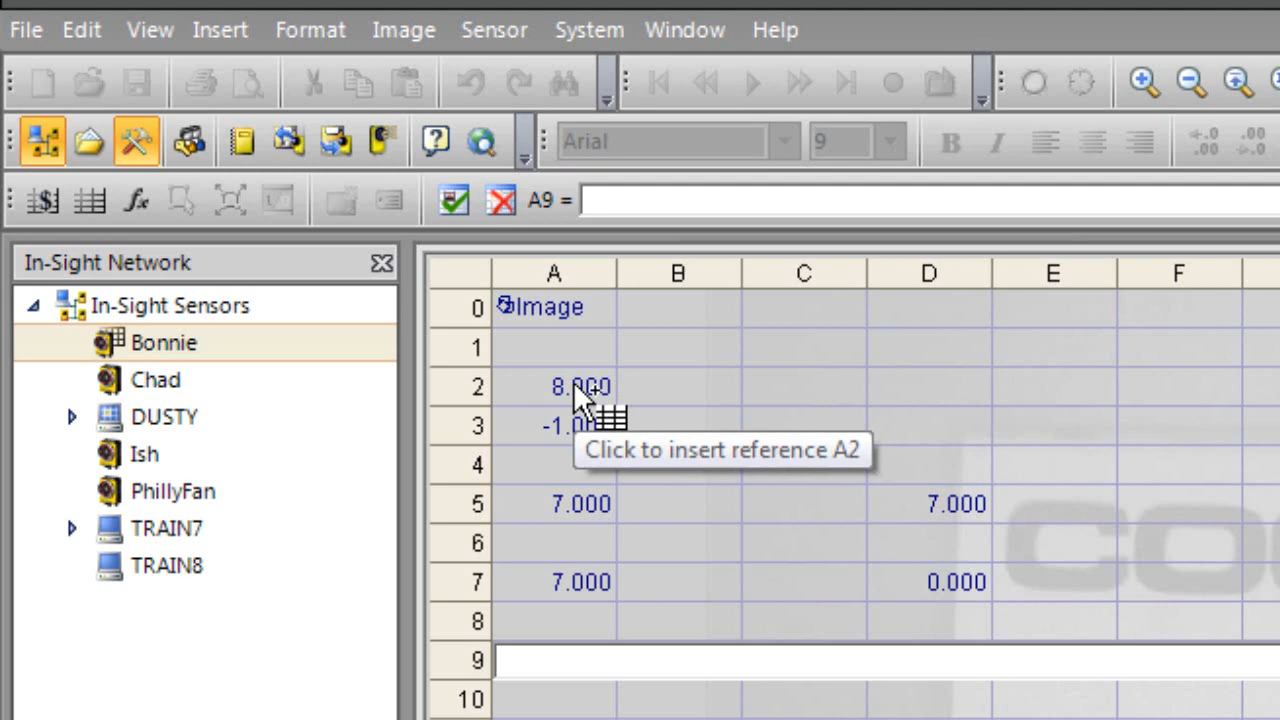 File Edit View Insert Format Image Sensor System Window Help
Arial 9 B I
A9 =
In-Sight Network
In-Sight Sensors
Bonnie
Chad
DUSTY
Ish
PhillyFan
TRAIN7
TRAIN8
A B C D E F
0 Image
1
2 8.000
3 -1.0
Click to insert reference A2
4
5 7.000 7.000
6
7 7.000 0.000
8
9
10